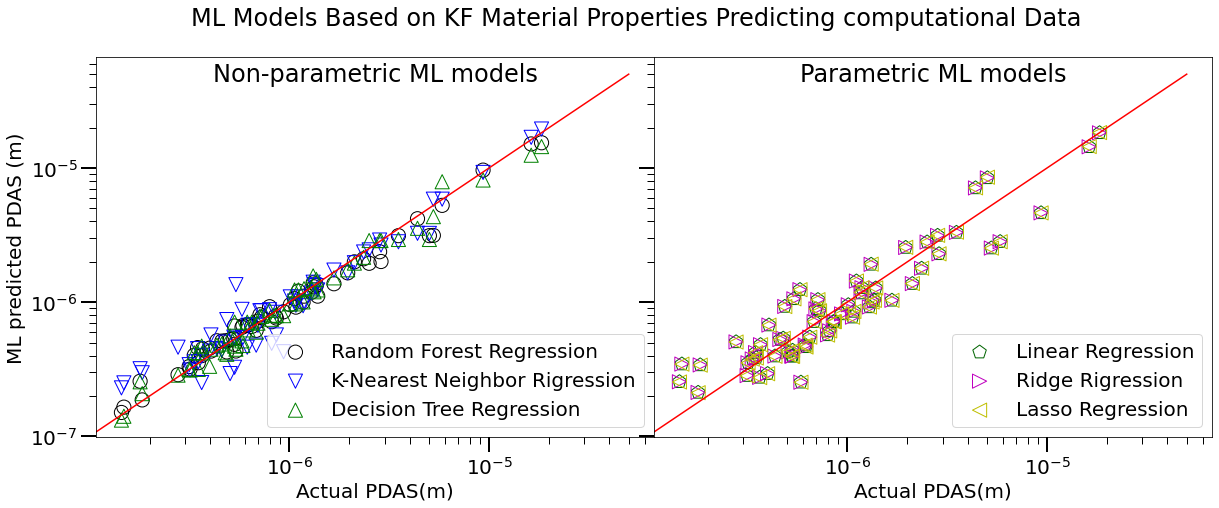 ML Models Based on KF Material Properties Predicting computational Data
Non-parametric ML models
Parametric ML models
ML predicted PDAS (m)
10⁻⁵
10⁻⁶
10⁻⁷
Random Forest Regression
K-Nearest Neighbor Rigression
Decision Tree Regression
Linear Regression
Ridge Rigression
Lasso Regression
10⁻⁶ 10⁻⁵
10⁻⁶ 10⁻⁵
Actual PDAS(m)
Actual PDAS(m)